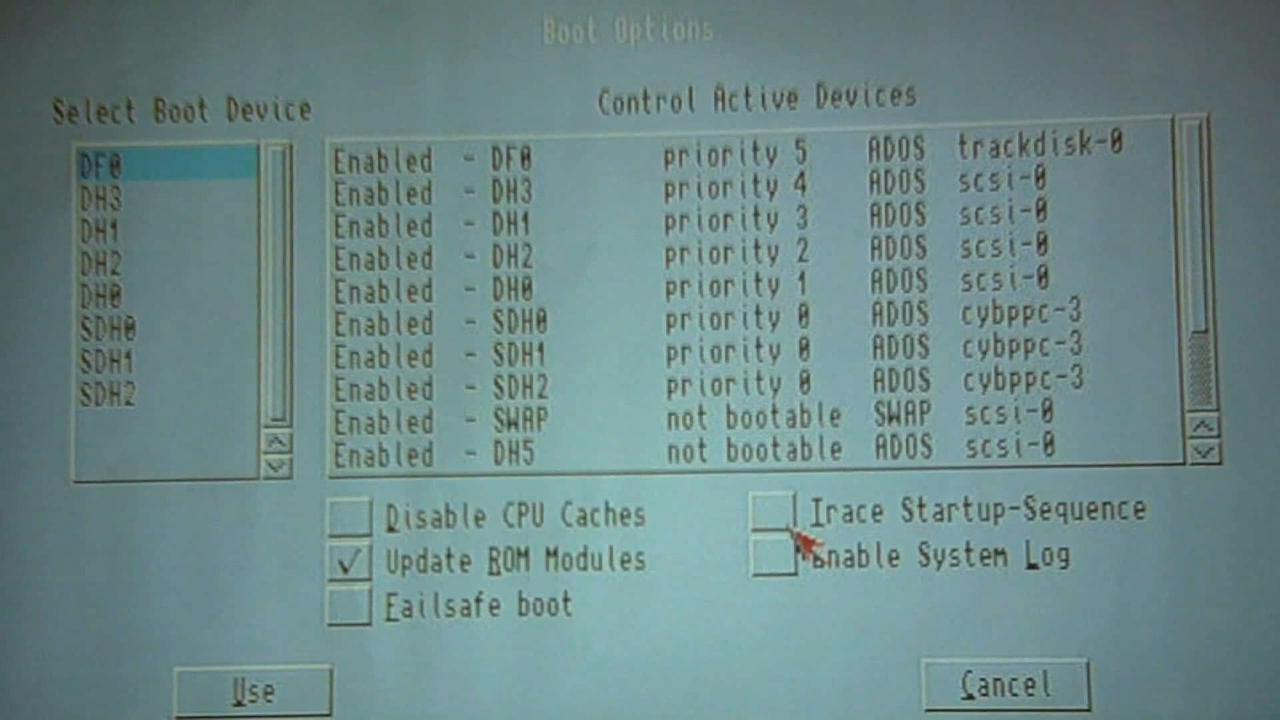 Boot Options
Select Boot Device
Control Active Devices
DF0
DH3
DH1
DH2
DH0
SDH0
SDH1
SDH2
Enabled - DF0 priority 5 ADOS trackdisk-0
Enabled - DH3 priority 4 ADOS scsi-0
Enabled - DH1 priority 3 ADOS scsi-0
Enabled - DH2 priority 2 ADOS scsi-0
Enabled - DH0 priority 1 ADOS scsi-0
Enabled - SDH0 priority 0 ADOS cybppc-3
Enabled - SDH1 priority 0 ADOS cybppc-3
Enabled - SDH2 priority 0 ADOS cybppc-3
Enabled - SWAP not bootable SWAP scsi-0
Enabled - DH5 not bootable ADOS scsi-0
Disable CPU Caches
Update ROM Modules
Failsafe boot
Trace Startup-Sequence
Enable System Log
Use
Cancel